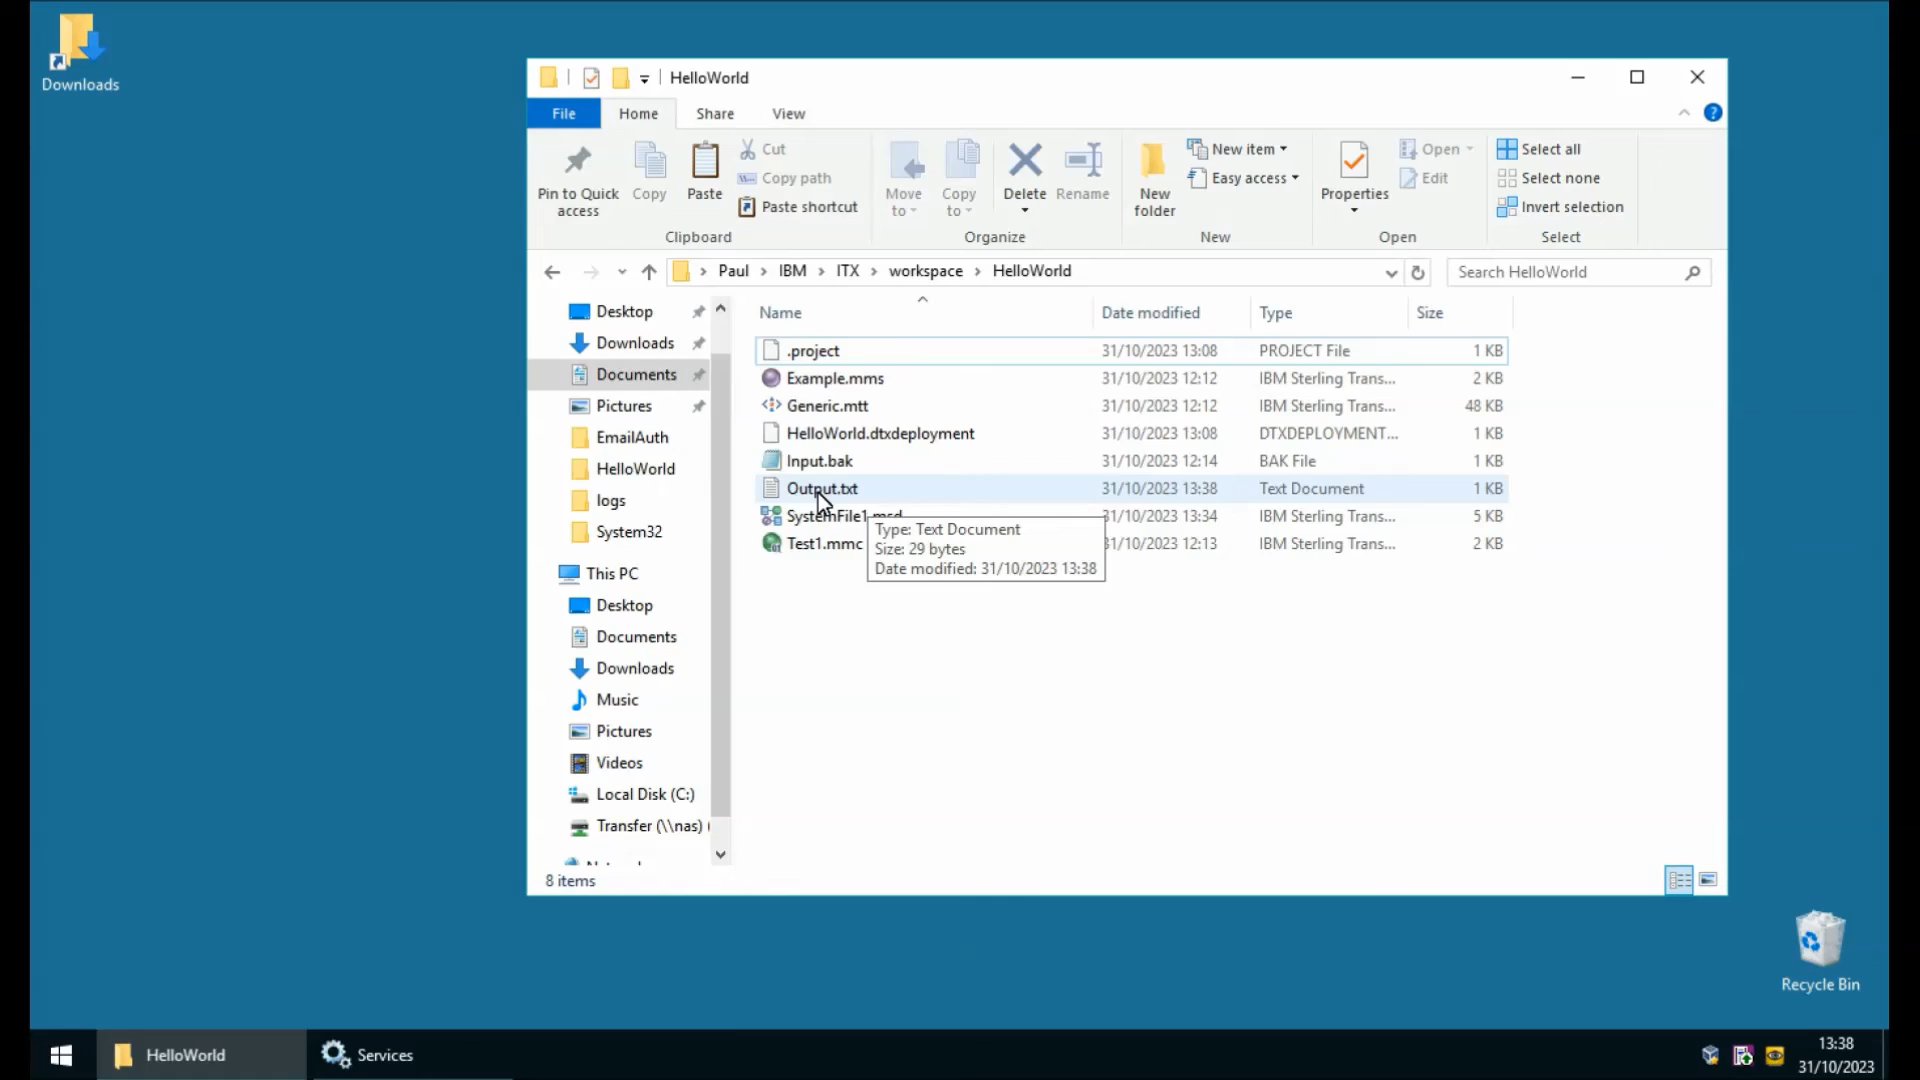 Downloads
HelloWorld
File Home Share View
Pin to Quick access
Copy
Paste
Cut
Copy path
Paste shortcut
Clipboard
Move to
Copy to
Delete
Rename
Organize
New folder
New item
Easy access
New
Properties
Open
Edit
Open
Select all
Select none
Invert selection
Select
Paul > IBM > ITX > workspace > HelloWorld
Search HelloWorld
Desktop
Downloads
Documents
Pictures
EmailAuth
HelloWorld
logs
System32
This PC
Desktop
Documents
Downloads
Music
Pictures
Videos
Local Disk (C:)
Transfer (\\nas) (
Name Date modified Type Size
.project 31/10/2023 13:08 PROJECT File 1 KB
Example.mms 31/10/2023 12:12 IBM Sterling Trans... 2 KB
Generic.mtt 31/10/2023 12:12 IBM Sterling Trans... 48 KB
HelloWorld.dtxdeployment 31/10/2023 13:08 DTXDEPLOYMENT... 1 KB
Input.bak 31/10/2023 12:14 BAK File 1 KB
Output.txt 31/10/2023 13:38 Text Document 1 KB
SystemFile1.msd 31/10/2023 13:34 IBM Sterling Trans... 5 KB
Test1.mmc 31/10/2023 12:13 IBM Sterling Trans... 2 KB
Type: Text Document
Size: 29 bytes
Date modified: 31/10/2023 13:38
8 items
Recycle Bin
HelloWorld
Services
13:38
31/10/2023